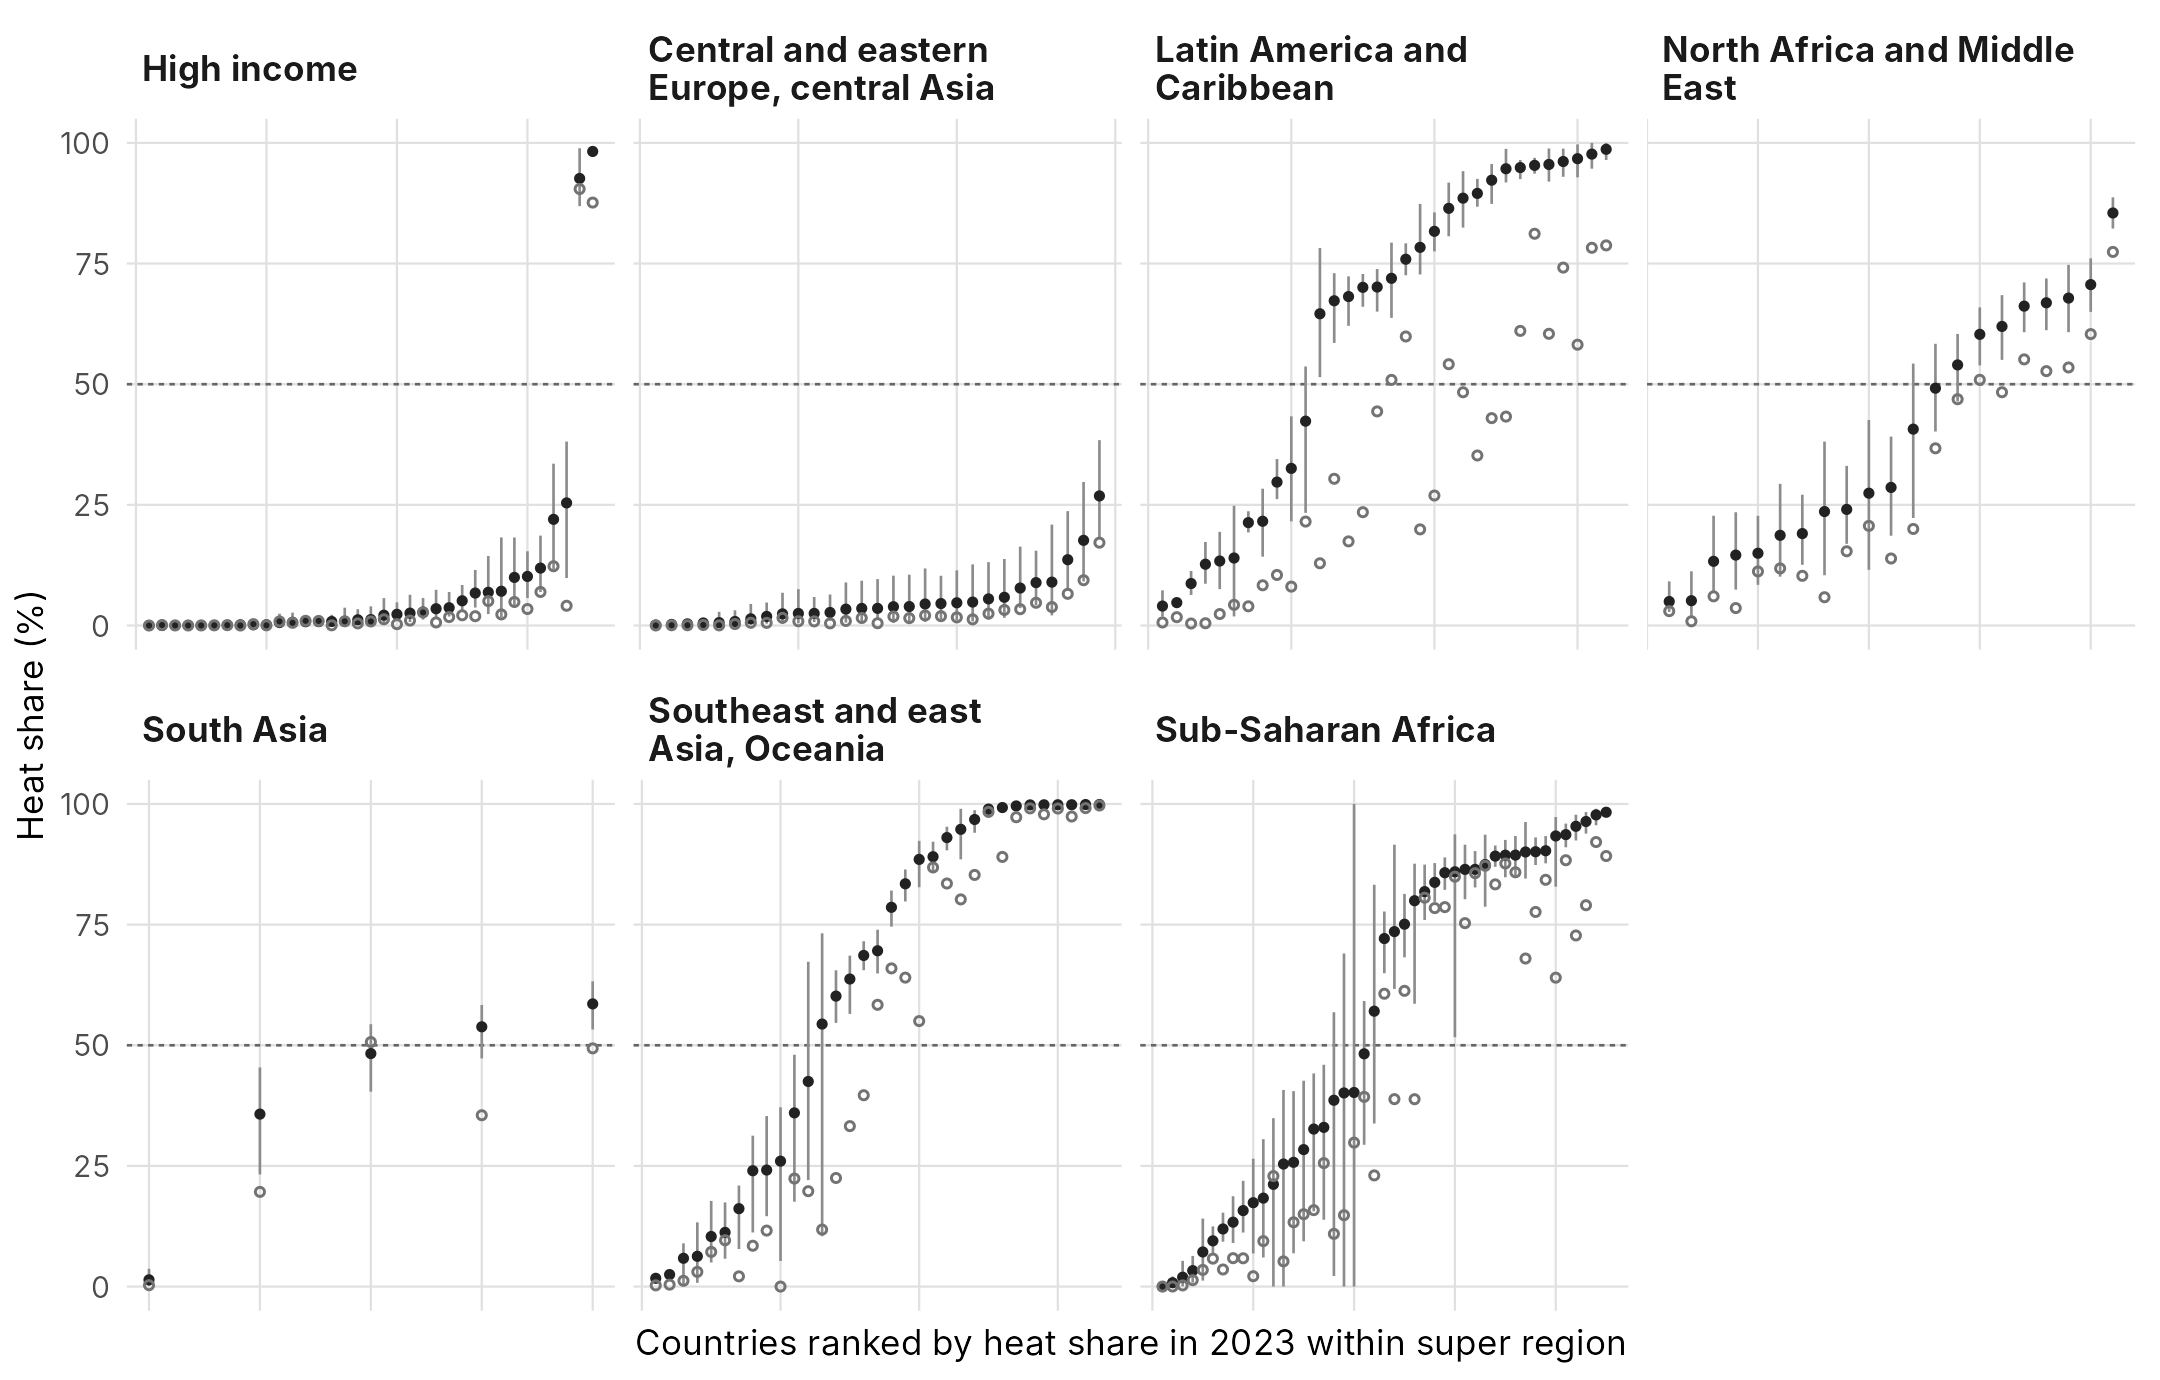 High income
Central and eastern
Europe, central Asia
Latin America and
Caribbean
North Africa and Middle
East
100
75
50
25
0
Heat share (%)
South Asia
Southeast and east
Asia, Oceania
Sub-Saharan Africa
100
75
50
25
0
Countries ranked by heat share in 2023 within super region